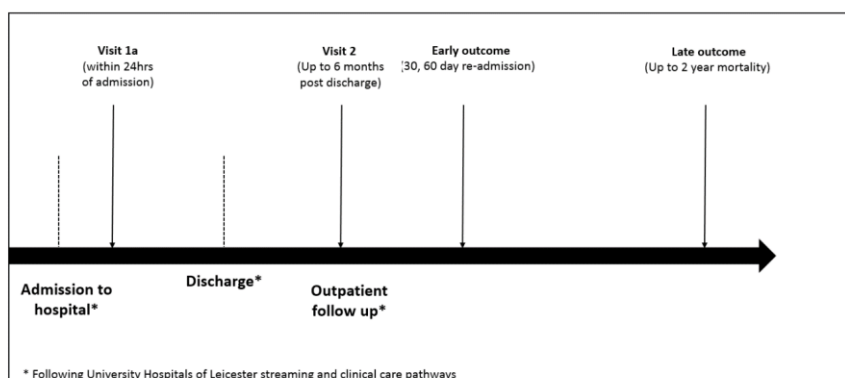 Visit 1a
(within 24hrs
of admission)
Visit 2
(Up to 6 months
post discharge)
Early outcome
(30, 60 day re-admission)
Late outcome
(Up to 2 year mortality)
Admission to
hospital*
Discharge*
Outpatient
follow up*
* Following University Hospitals of Leicester streaming and clinical care pathways